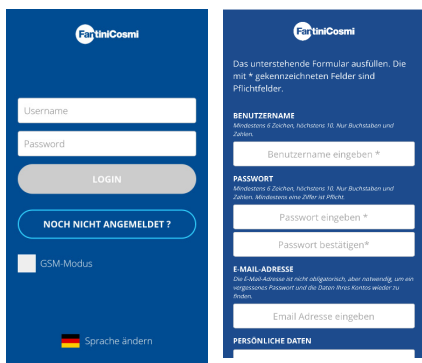 FantiniCosmi
Username
Password
LOGIN
NOCH NICHT ANGEMELDET ?
GSM-Modus
Sprache ändern
FantiniCosmi
Das unterstehende Formular ausfüllen. Die
mit * gekennzeichneten Felder sind
Pflichtfelder.
BENUTZERNAME
Mindestens 6 Zeichen, höchstens 10. Nur Buchstaben und
Zahlen.
Benutzername eingeben *
PASSWORT
Mindestens 6 Zeichen, höchstens 10. Nur Buchstaben und
Zahlen. Mindestens eine Ziffer ist Pflicht.
Passwort eingeben *
Passwort bestätigen*
E-MAIL-ADRESSE
Die E-Mail-Adresse ist nicht obligatorisch, aber notwendig, um ein
vergessenes Passwort und die Daten Ihres Kontos wieder zu
finden.
Email Adresse eingeben
PERSÖNLICHE DATEN